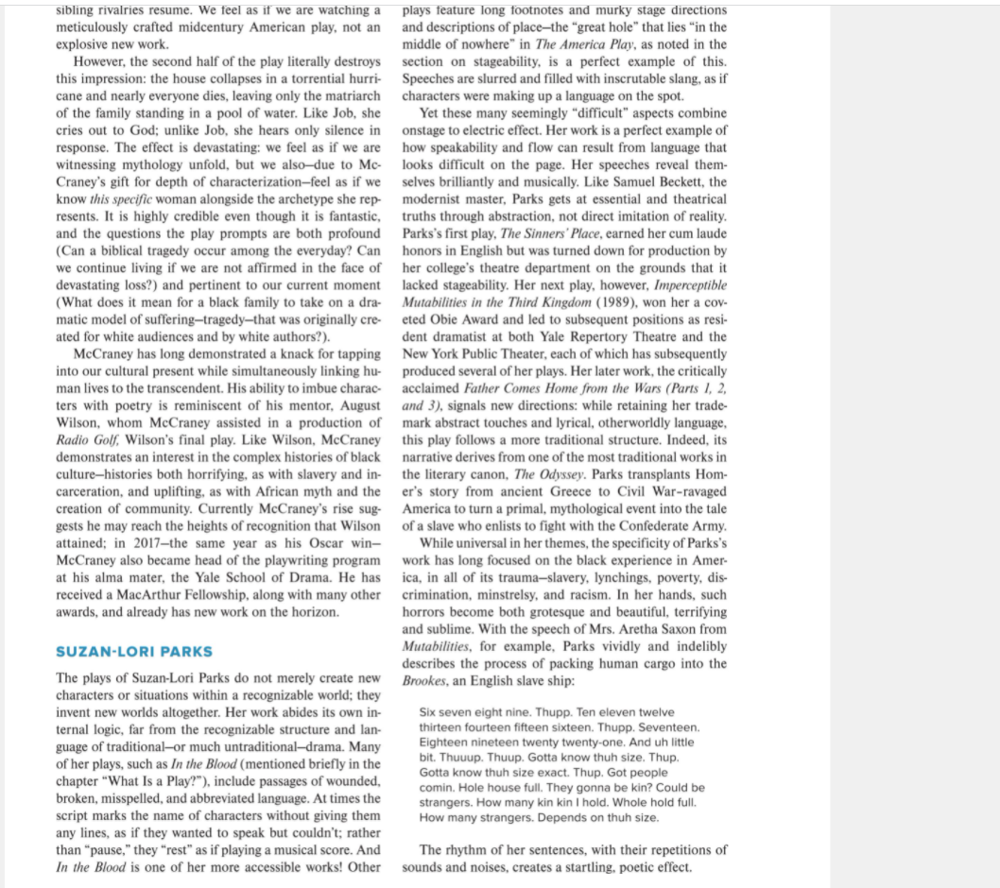 sibling rivalries resume. We feel as if we are watching a
meticulously crafted midcentury American play, not an
explosive new work.
However, the second half of the play literally destroys
this impression: the house collapses in a torrential hurri-
cane and nearly everyone dies, leaving only the matriarch
of the family standing in a pool of water. Like Job, she
cries out to God; unlike Job, she hears only silence in
response. The effect is devastating: we feel as if we are
witnessing mythology unfold, but we also—due to Mc-
Craney's gift for depth of characterization—feel as if we
know this specific woman alongside the archetype she rep-
resents. It is highly credible even though it is fantastic,
and the questions the play prompts are both profound
(Can a biblical tragedy occur among the everyday? Can
we continue living if we are not affirmed in the face of
devastating loss?) and pertinent to our current moment
(What does it mean for a black family to take on a dra-
matic model of suffering—tragedy—that was originally cre-
ated for white audiences and by white authors?).
McCraney has long demonstrated a knack for tapping
into our cultural present while simultaneously linking hu-
man lives to the transcendent. His ability to imbue charac-
ters with poetry is reminiscent of his mentor, August
Wilson, whom McCraney assisted in a production of
Radio Golf, Wilson's final play. Like Wilson, McCraney
demonstrates an interest in the complex histories of black
culture—histories both horrifying, as with slavery and in-
carceration, and uplifting, as with African myth and the
creation of community. Currently McCraney's rise sug-
gests he may reach the heights of recognition that Wilson
attained; in 2017—the same year as his Oscar win—
McCraney also became head of the playwriting program
at his alma mater, the Yale School of Drama. He has
received a MacArthur Fellowship, along with many other
awards, and already has new work on the horizon.
SUZAN-LORI PARKS
The plays of Suzan-Lori Parks do not merely create new
characters or situations within a recognizable world; they
invent new worlds altogether. Her work abides its own in-
ternal logic, far from the recognizable structure and lan-
guage of traditional—or much untraditional—drama. Many
of her plays, such as In the Blood (mentioned briefly in the
chapter "What Is a Play?"), include passages of wounded,
broken, misspelled, and abbreviated language. At times the
script marks the name of characters without giving them
any lines, as if they wanted to speak but couldn't; rather
than "pause," they "rest" as if playing a musical score. And
In the Blood is one of her more accessible works! Other
plays feature long footnotes and murky stage directions
and descriptions of place—the "great hole" that lies "in the
middle of nowhere" in The America Play, as noted in the
section on stageability, is a perfect example of this.
Speeches are slurred and filled with inscrutable slang, as if
characters were making up a language on the spot.
Yet these many seemingly "difficult" aspects combine
onstage to electric effect. Her work is a perfect example of
how speakability and flow can result from language that
looks difficult on the page. Her speeches reveal them-
selves brilliantly and musically. Like Samuel Beckett, the
modernist master, Parks gets at essential and theatrical
truths through abstraction, not direct imitation of reality.
Parks's first play, The Sinners' Place, earned her cum laude
honors in English but was turned down for production by
her college's theatre department on the grounds that it
lacked stageability. Her next play, however, Imperceptible
Mutabilities in the Third Kingdom (1989), won her a cov-
eted Obie Award and led to subsequent positions as resi-
dent dramatist at both Yale Repertory Theatre and the
New York Public Theater, each of which has subsequently
produced several of her plays. Her later work, the critically
acclaimed Father Comes Home from the Wars (Parts 1, 2,
and 3), signals new directions: while retaining her trade-
mark abstract touches and lyrical, otherworldly language,
this play follows a more traditional structure. Indeed, its
narrative derives from one of the most traditional works in
the literary canon, The Odyssey. Parks transplants Hom-
er's story from ancient Greece to Civil War–ravaged
America to turn a primal, mythological event into the tale
of a slave who enlists to fight with the Confederate Army.
While universal in her themes, the specificity of Parks's
work has long focused on the black experience in Amer-
ica, in all of its trauma—slavery, lynchings, poverty, dis-
crimination, minstrelsy, and racism. In her hands, such
horrors become both grotesque and beautiful, terrifying
and sublime. With the speech of Mrs. Aretha Saxon from
Mutabilities, for example, Parks vividly and indelibly
describes the process of packing human cargo into the
Brookes, an English slave ship:
Six seven eight nine. Thupp. Ten eleven twelve
thirteen fourteen fifteen sixteen. Thupp. Seventeen.
Eighteen nineteen twenty twenty-one. And uh little
bit. Thuuup. Thuup. Gotta know thuh size. Thup.
Gotta know thuh size exact. Thup. Got people
comin. Hole house full. They gonna be kin? Could be
strangers. How many kin kin I hold. Whole hold full.
How many strangers. Depends on thuh size.
The rhythm of her sentences, with their repetitions of
sounds and noises, creates a startling, poetic effect.